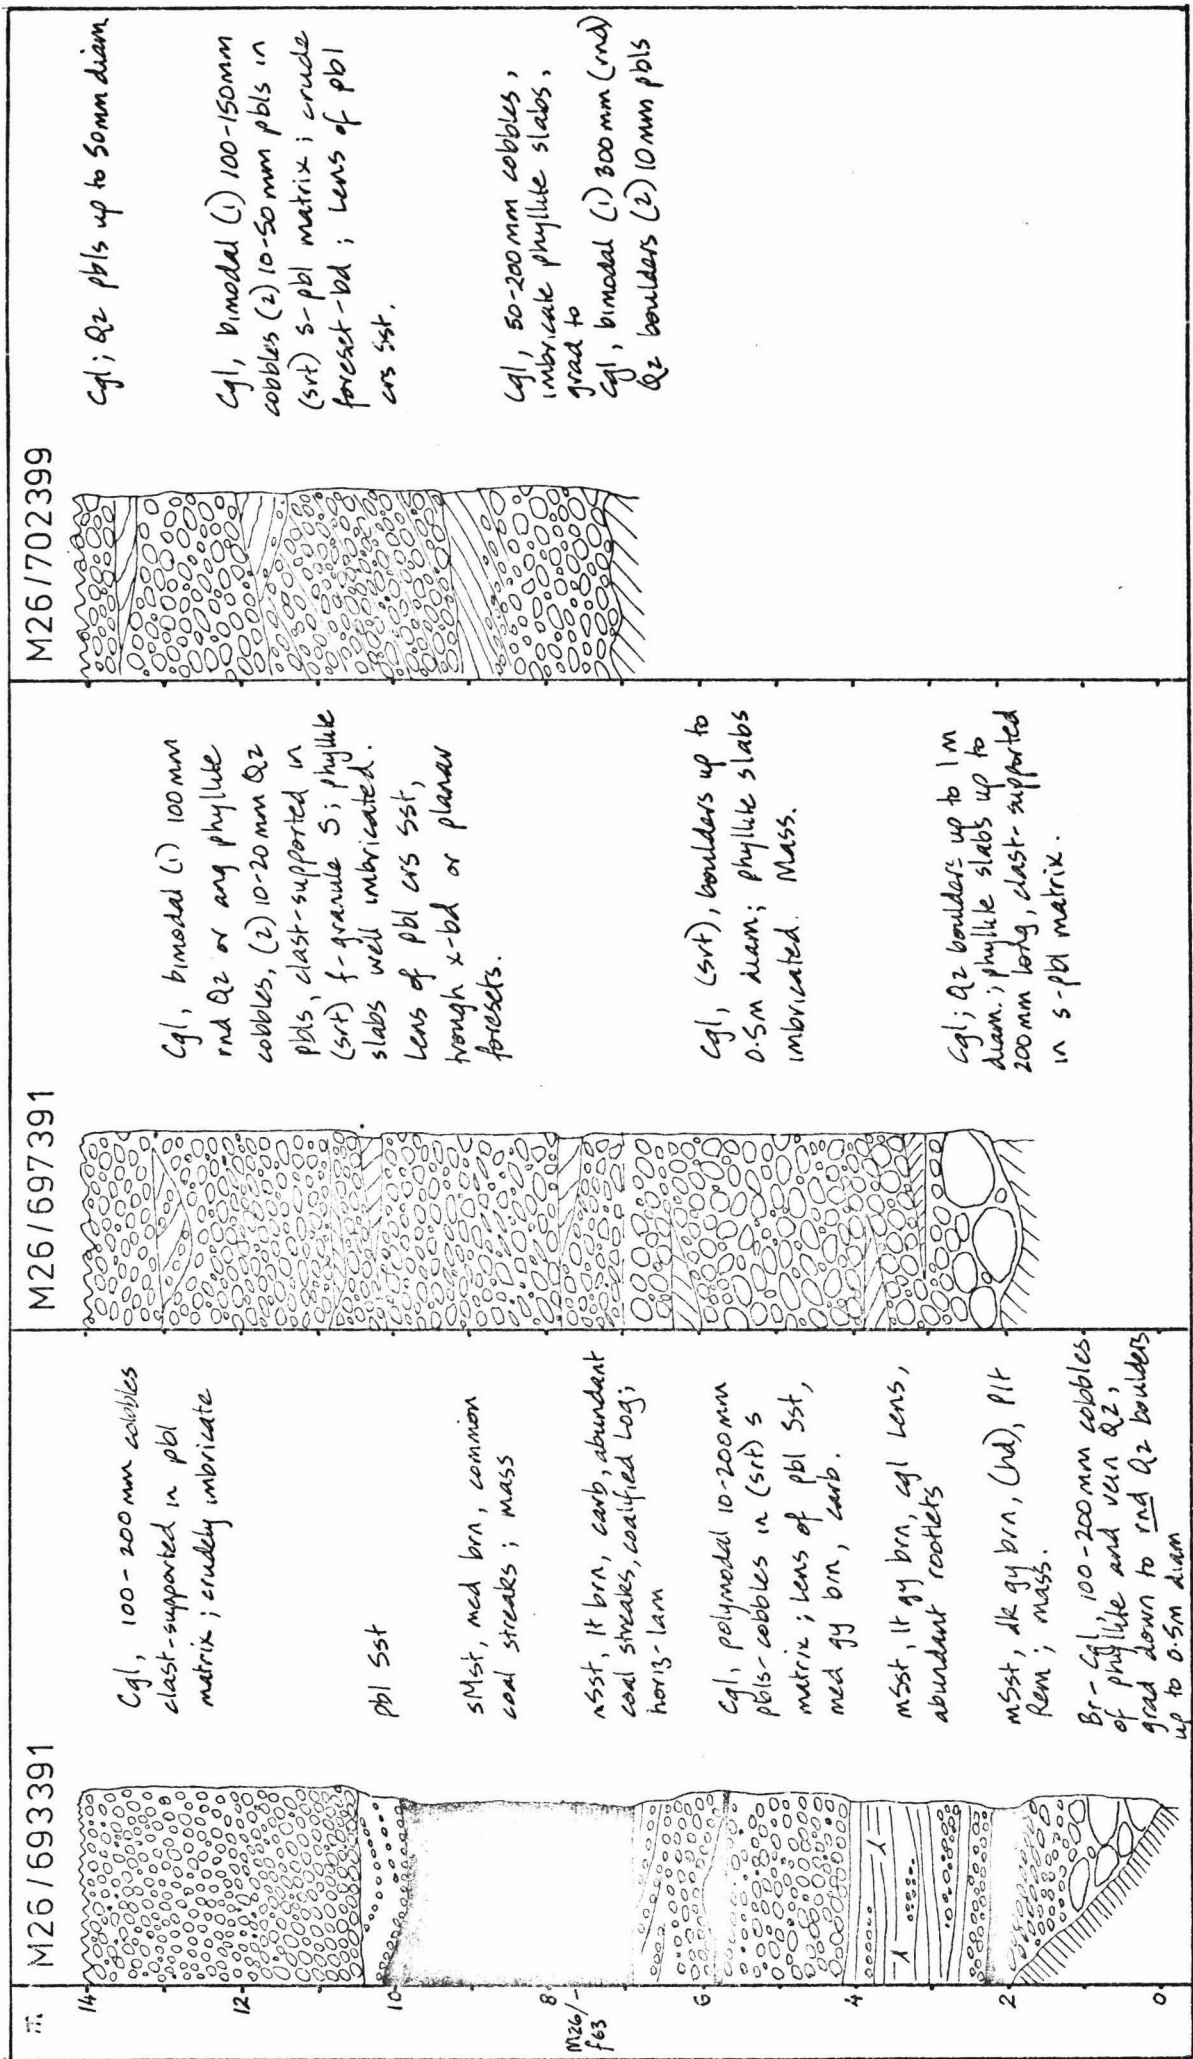 m.
14
12
10
8
M26/-
f63
6
4
2
0
M26/693391
Cgl, 100-200 mm cobbles
clast-supported in pbl
matrix; crudely imbricate
pbl Sst
sMst, med brn, common
coal streaks; mass
mSst, lt brn, carb, abundant
coal streaks, coalified Log;
horiz-lam
Cgl, polymodal 10-200mm
pbls-cobbles in (srt) s
matrix; lens of pbl Sst,
med gy brn, carb.
mSst, lt gy brn, cgl lens,
abundant rootlets
mSst, dk gy brn, (hd), Plt
Rem; mass.
Br-Cgl, 100-200 mm cobbles
of phyllite and vein Qz,
grad down to rnd Qz boulders
up to 0.5m diam
M26/697391
Cgl, bimodal (1) 100mm
rnd Qz or ang phyllite
cobbles, (2) 10-20 mm Qz
pbls, clast-supported in
(srt) f-granule S; phyllite
slabs well imbricated.
Lens of pbl crs Sst,
trough x-bd or planar
foresets.
Cgl, (srt), boulders up to
0.5m diam; phyllite slabs
imbricated. Mass.
Cgl; Qz boulders up to 1m
diam.; phyllite slabs up to
200mm long, clast-supported
in s-pbl matrix.
M26/702399
Cgl; Qz pbls up to 50mm diam
Cgl, bimodal (1) 100-150mm
cobbles (2) 10-50 mm pbls in
(srt) s-pbl matrix; crude
foreset-bd; lens of pbl
crs Sst.
Cgl, 50-200mm cobbles,
imbricate phyllite slabs,
grad to
Cgl, bimodal (1) 300mm (rnd)
Qz boulders (2) 10mm pbls